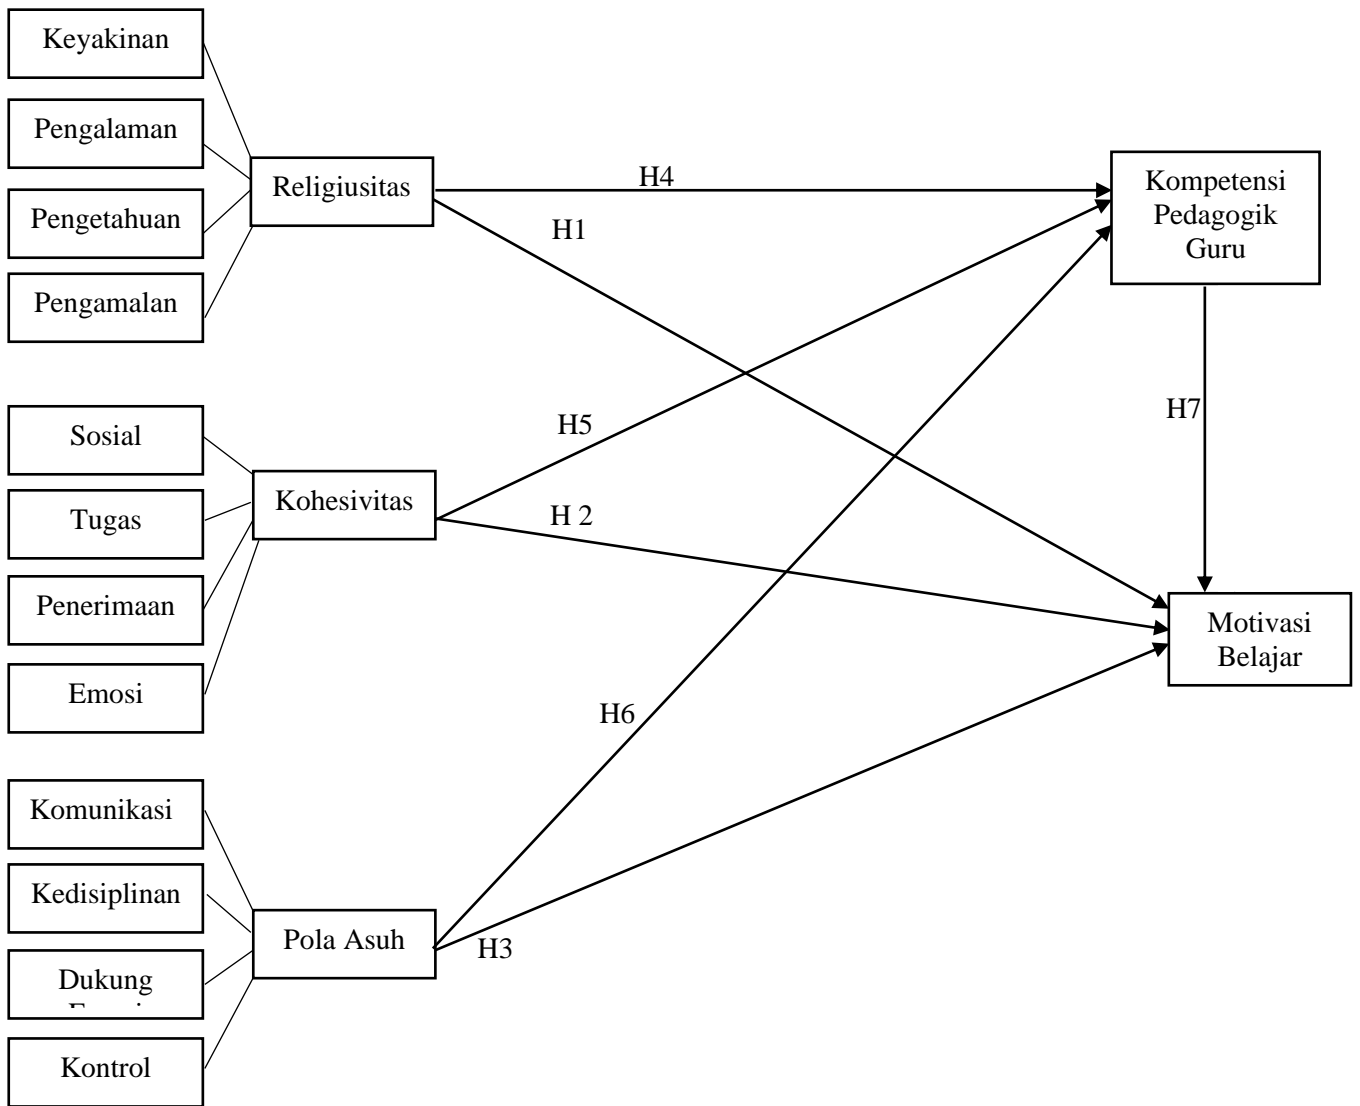 Keyakinan
Pengalaman
Pengetahuan
Pengamalan
Religiusitas
H4
H1
Kompetensi
Pedagogik
Guru
Sosial
Tugas
Penerimaan
Emosi
Kohesivitas
H5
H 2
H7
Motivasi
Belajar
H6
Komunikasi
Kedisiplinan
Dukung
Kontrol
Pola Asuh
H3